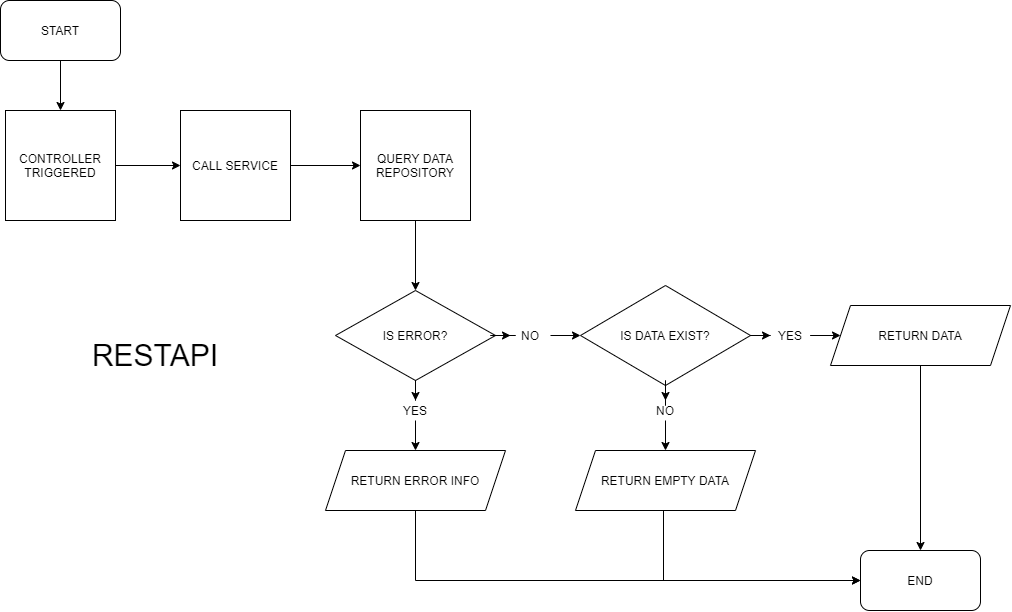 START
CONTROLLER
TRIGGERED
CALL SERVICE
QUERY DATA
REPOSITORY
IS ERROR?
NO
IS DATA EXIST?
YES
RETURN DATA
RESTAPI
YES
NO
RETURN ERROR INFO
RETURN EMPTY DATA
END